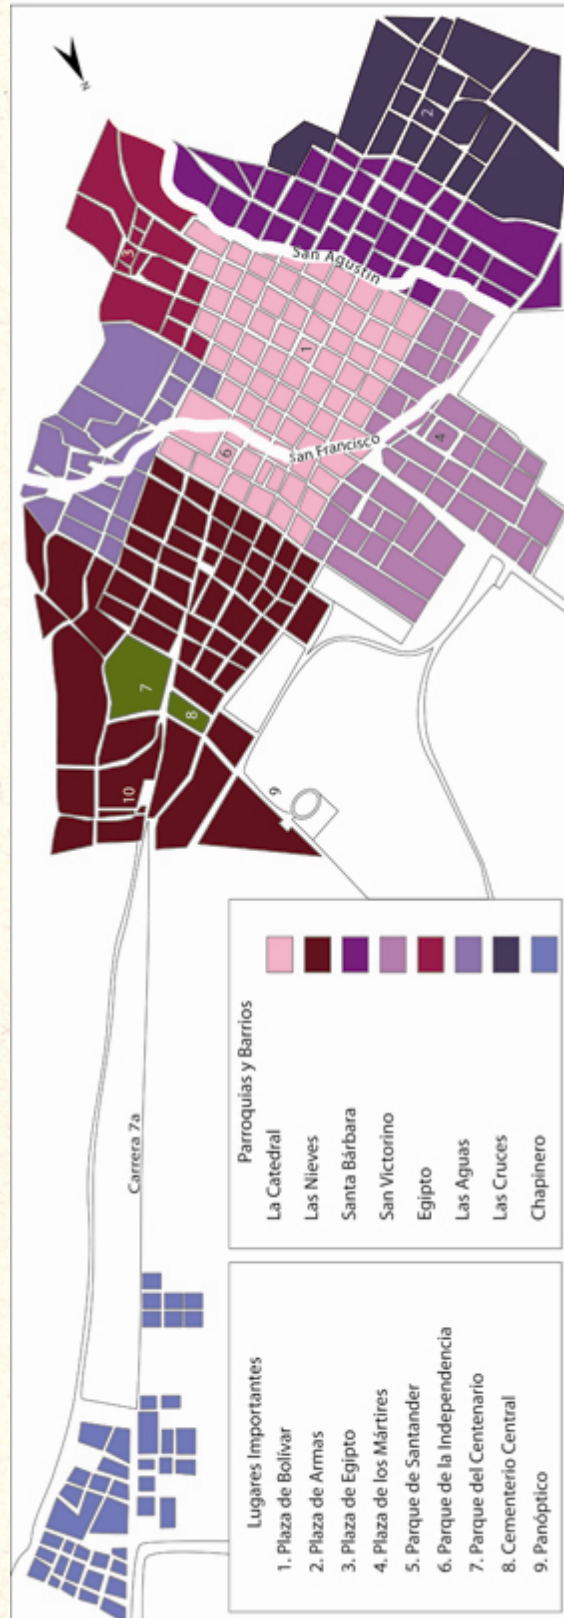 N
2
3
San Agustin
1
4
San Francisco
6
7
8
9
10
Carrera 7a
Parroquias y Barrios
La Catedral
Las Nieves
Santa Bárbara
San Victorino
Egipto
Las Aguas
Las Cruces
Chapinero
Lugares Importantes
1. Plaza de Bolívar
2. Plaza de Armas
3. Plaza de Egipto
4. Plaza de los Mártires
5. Parque de Santander
6. Parque de la Independencia
7. Parque del Centenario
8. Cementerio Central
9. Panóptico